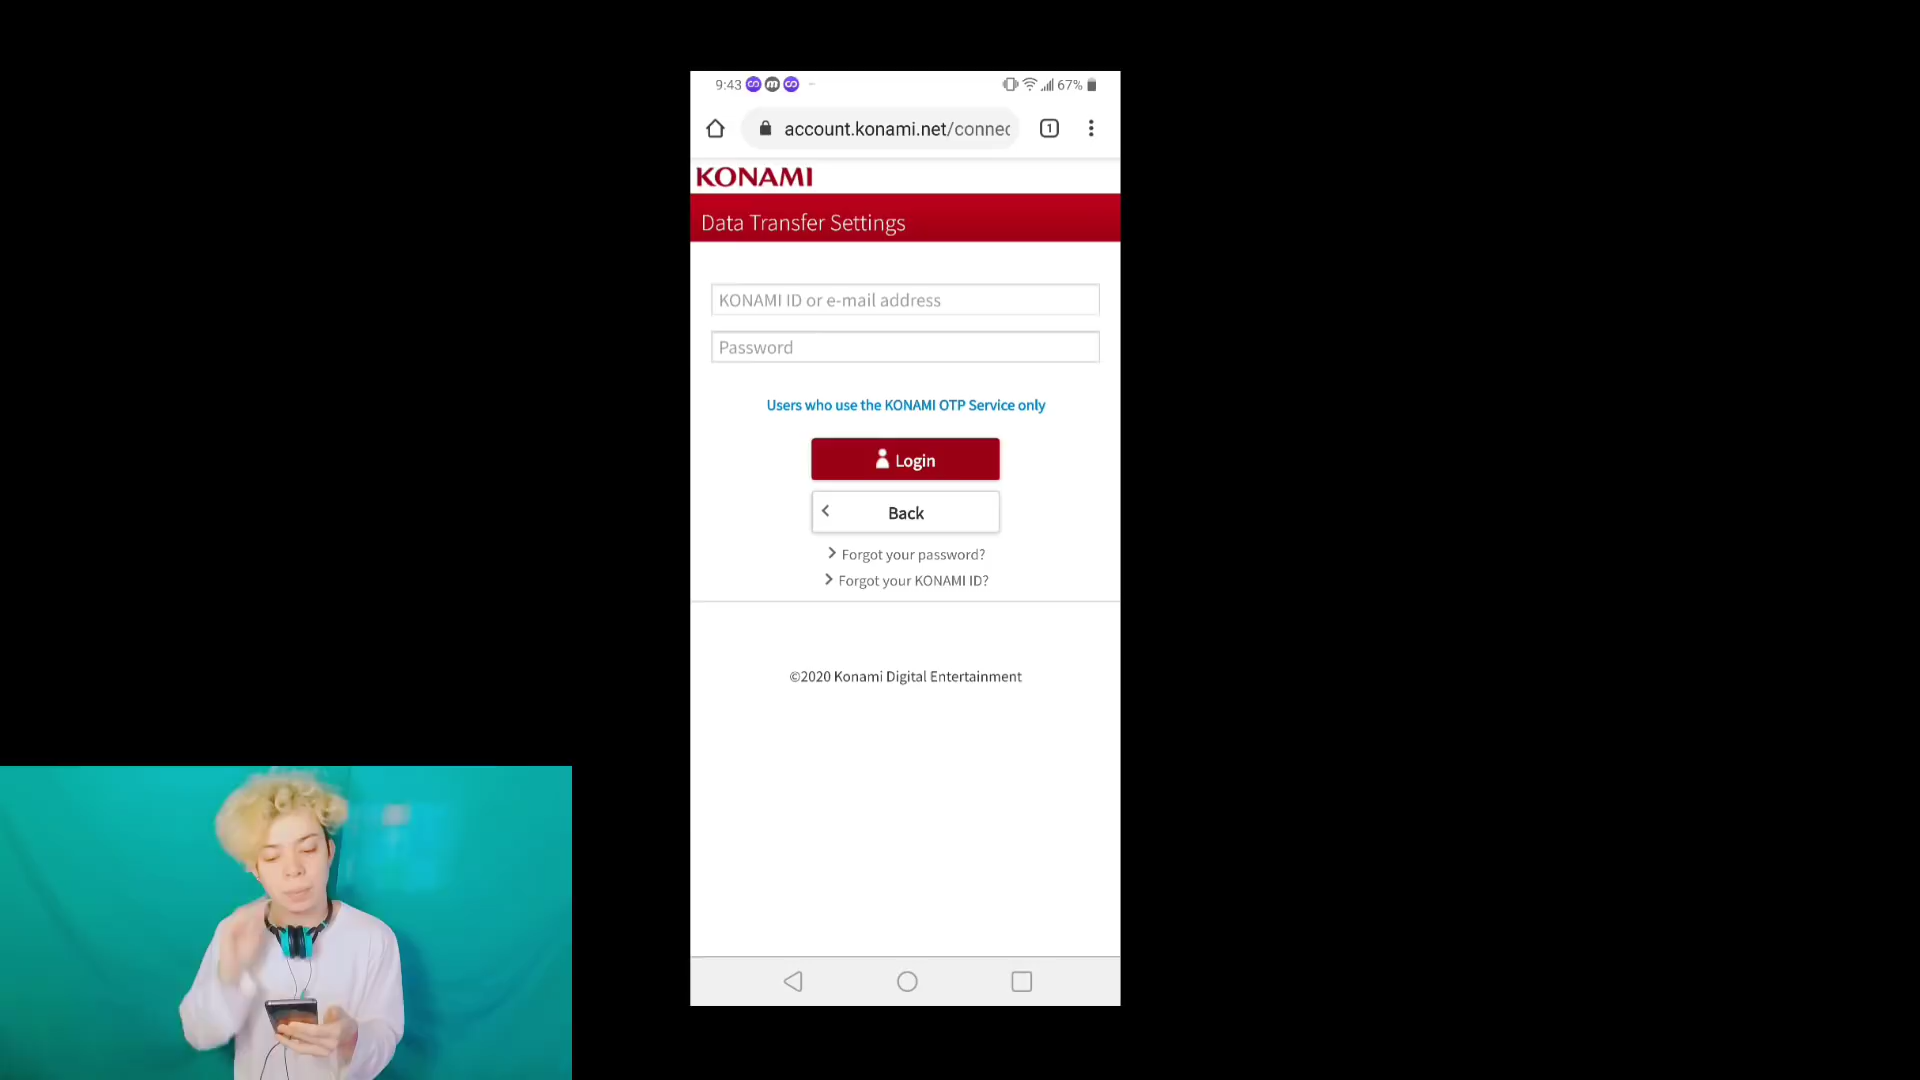 9:43
67%
account.konami.net/connec
1
KONAMI
Data Transfer Settings
KONAMI ID or e-mail address
Password
Users who use the KONAMI OTP Service only
Login
Back
Forgot your password?
Forgot your KONAMI ID?
©2020 Konami Digital Entertainment